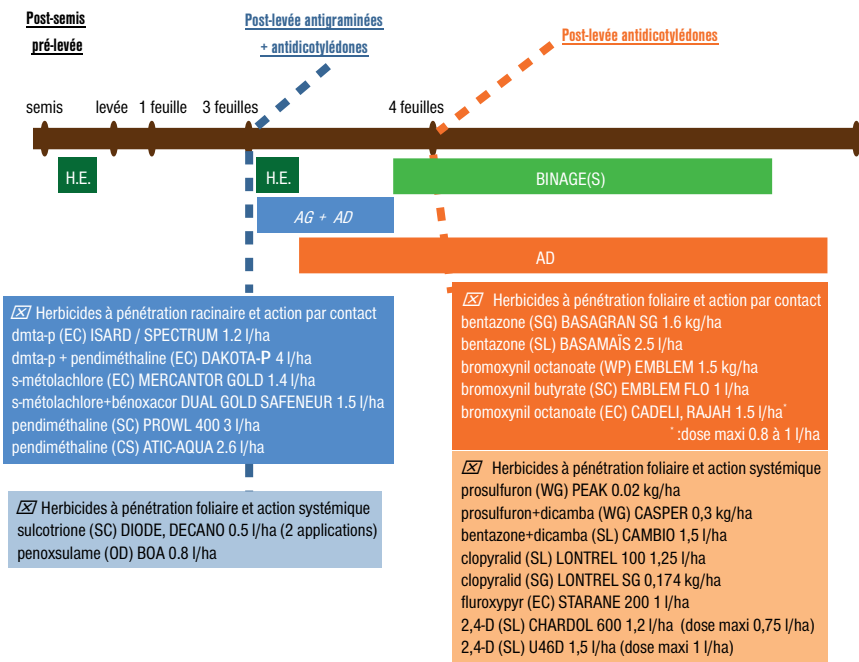 Post-semis
pré-levée
Post-levée antigraminées
+ antidicotylédones
Post-levée antidicotylédones
semis levée 1 feuille 3 feuilles 4 feuilles
H.E. H.E. BINAGE(S)
AG + AD
AD
☒ Herbicides à pénétration racinaire et action par contact
dmta-p (EC) ISARD / SPECTRUM 1.2 l/ha
dmta-p + pendiméthaline (EC) DAKOTA-P 4 l/ha
s-métolachlore (EC) MERCANTOR GOLD 1.4 l/ha
s-métolachlore+bénoxacor DUAL GOLD SAFENEUR 1.5 l/ha
pendiméthaline (SC) PROWL 400 3 l/ha
pendiméthaline (CS) ATIC-AQUA 2.6 l/ha
☒ Herbicides à pénétration foliaire et action systémique
sulcotrione (SC) DIODE, DECANO 0.5 l/ha (2 applications)
penoxsulame (OD) BOA 0.8 l/ha
☒ Herbicides à pénétration foliaire et action par contact
bentazone (SG) BASAGRAN SG 1.6 kg/ha
bentazone (SL) BASAMAÏS 2.5 l/ha
bromoxynil octanoate (WP) EMBLEM 1.5 kg/ha
bromoxynil butyrate (SC) EMBLEM FLO 1 l/ha
bromoxynil octanoate (EC) CADELI, RAJAH 1.5 l/ha*
* :dose maxi 0.8 à 1 l/ha
☒ Herbicides à pénétration foliaire et action systémique
prosulfuron (WG) PEAK 0.02 kg/ha
prosulfuron+dicamba (WG) CASPER 0,3 kg/ha
bentazone+dicamba (SL) CAMBIO 1,5 l/ha
clopyralid (SL) LONTREL 100 1,25 l/ha
clopyralid (SG) LONTREL SG 0,174 kg/ha
fluroxypyr (EC) STARANE 200 1 l/ha
2,4-D (SL) CHARDOL 600 1,2 l/ha (dose maxi 0,75 l/ha)
2,4-D (SL) U46D 1,5 l/ha (dose maxi 1 l/ha)